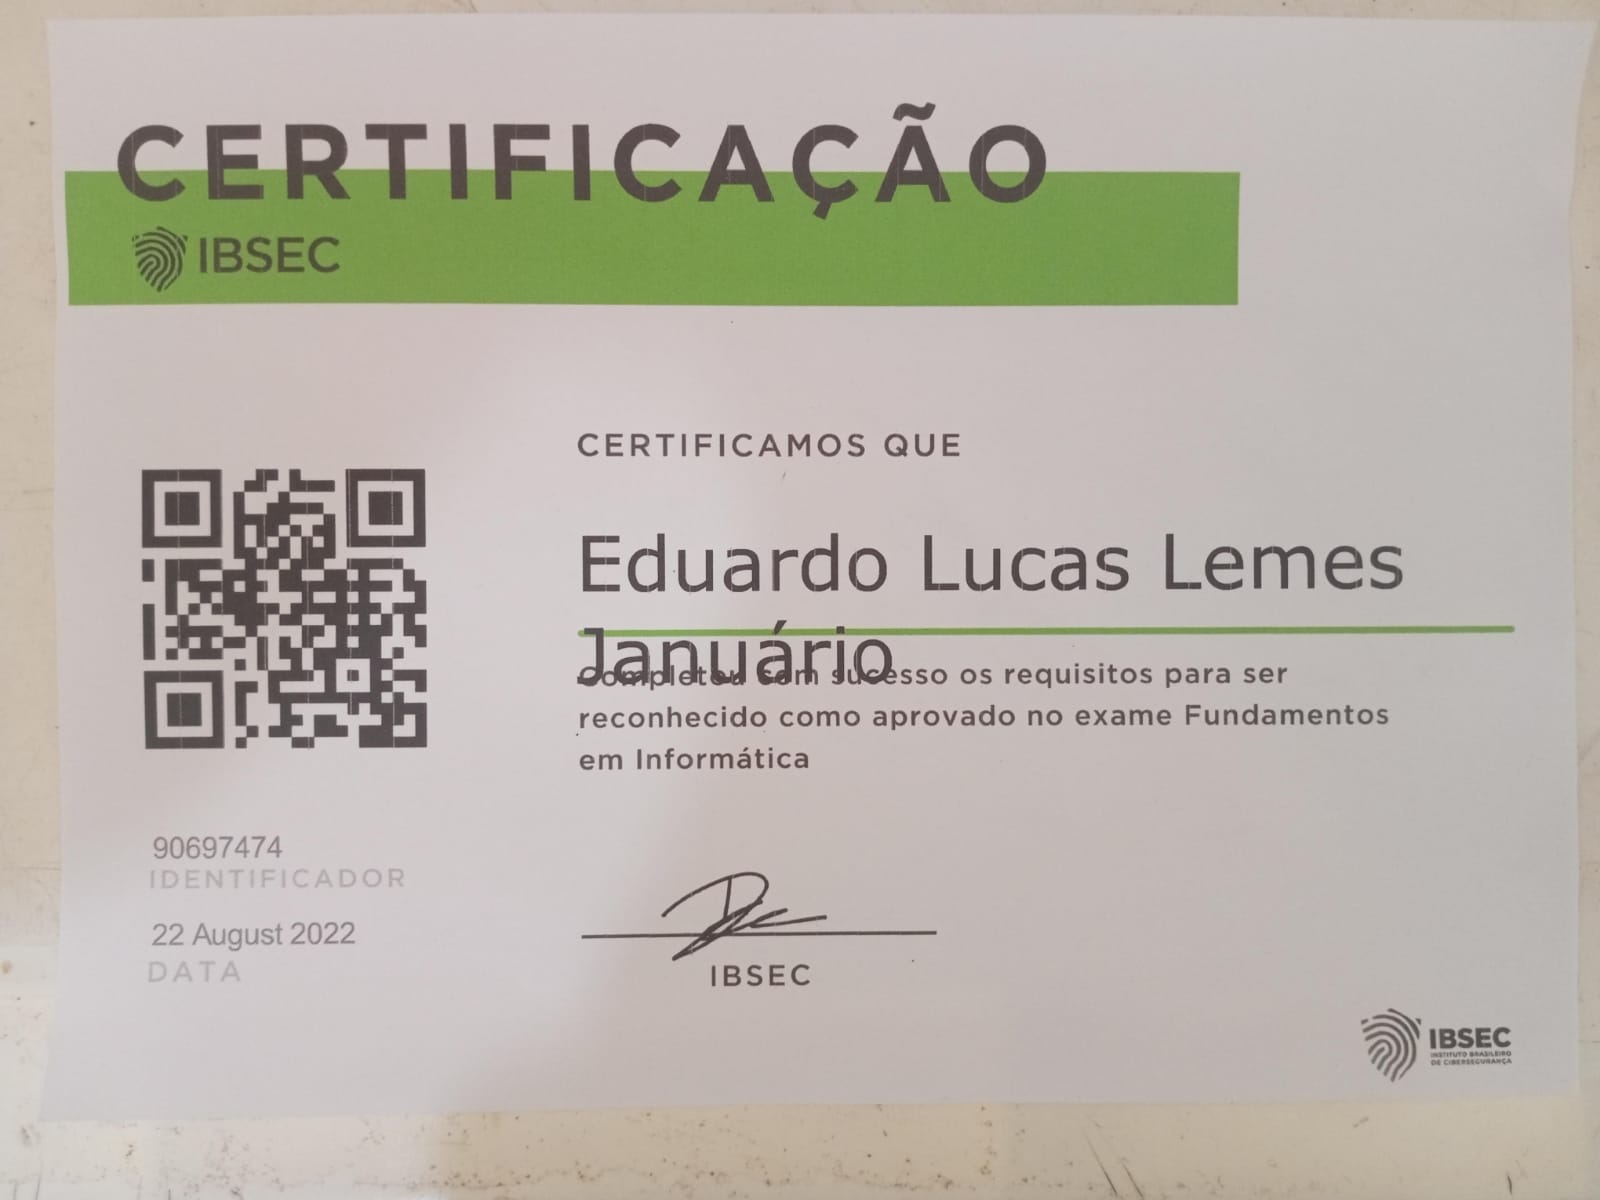 CERTIFICAÇÃO
IBSEC
CERTIFICAMOS QUE
Eduardo Lucas Lemes
Januário
Completou com sucesso os requisitos para ser
reconhecido como aprovado no exame Fundamentos
em Informática
90697474
IDENTIFICADOR
22 August 2022
DATA
IBSEC
IBSEC
INSTITUTO BRASILEIRO
DE CIBERSEGURANÇA